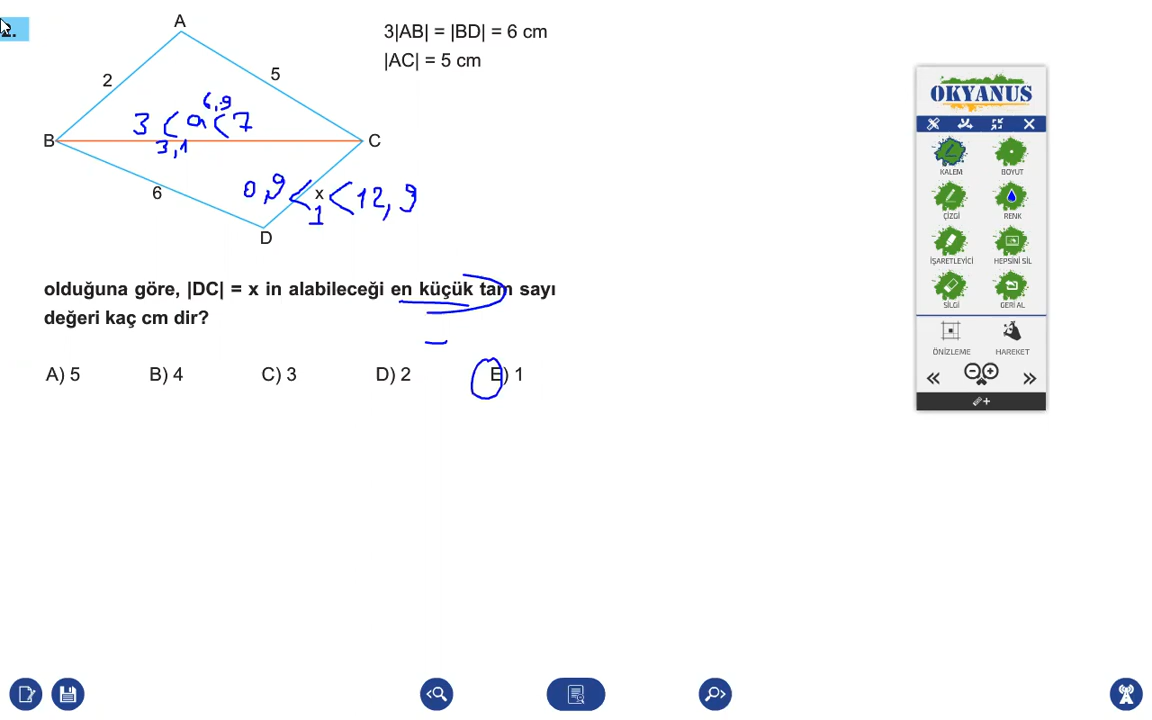 2.
3|AB| = |BD| = 6 cm
|AC| = 5 cm
A
2
5
6,9
3 < a < 7
3,1
B
C
6
0,9 < x < 12,9
1
D
olduğuna göre, |DC| = x in alabileceği en küçük tam sayı
değeri kaç cm dir?
A) 5 B) 4 C) 3 D) 2 E) 1
OKYANUS
KALEM BOYUT
ÇİZGİ RENK
İŞARETLEYİCİ HEPSİNİ SİL
SİLGİ GERİ AL
ÖNİZLEME HAREKET